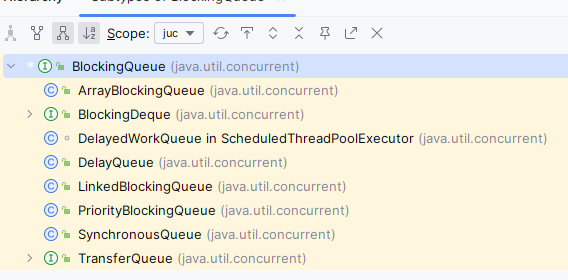 Hierarchy Subtypes of BlockingQueue
Scope: juc
BlockingQueue (java.util.concurrent)
ArrayBlockingQueue (java.util.concurrent)
BlockingDeque (java.util.concurrent)
DelayedWorkQueue in ScheduledThreadPoolExecutor (java.util.concurrent)
DelayQueue (java.util.concurrent)
LinkedBlockingQueue (java.util.concurrent)
PriorityBlockingQueue (java.util.concurrent)
SynchronousQueue (java.util.concurrent)
TransferQueue (java.util.concurrent)